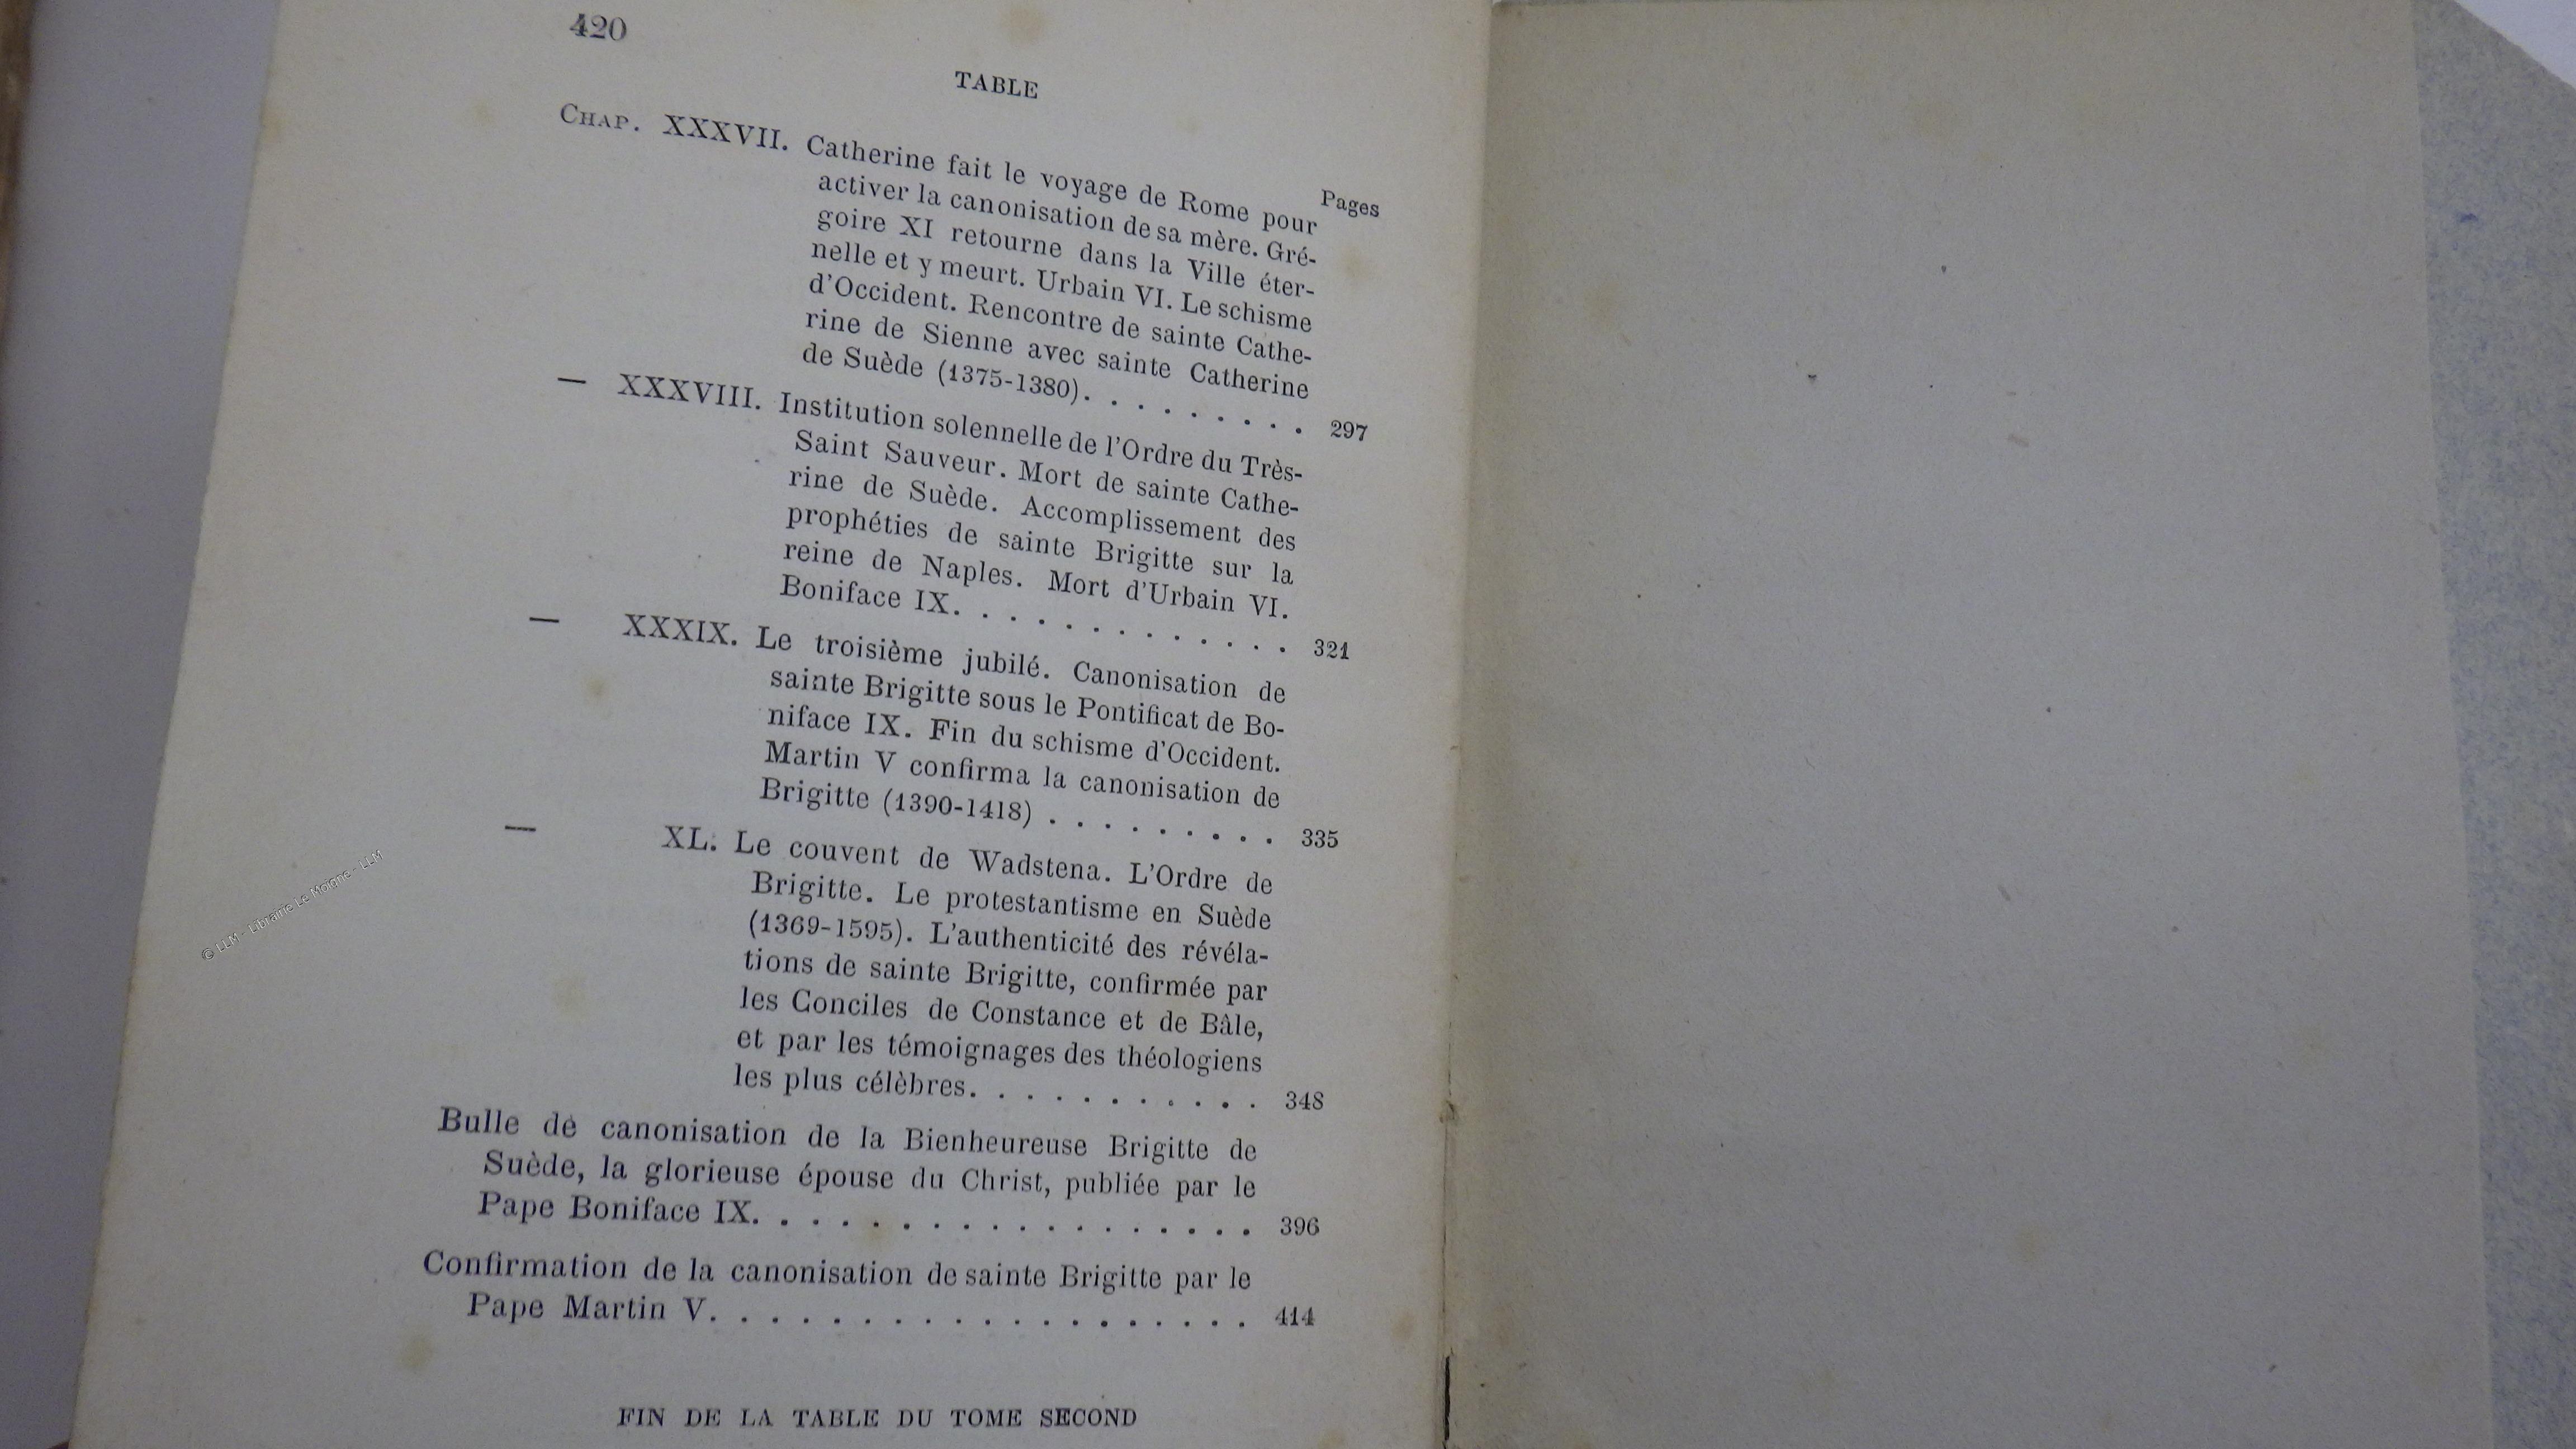 420
TABLE
Pages
CHAP. XXXVII. Catherine fait le voyage de Rome pour
activer la canonisation de sa mère. Gré-
goire XI retourne dans la Ville éter-
nelle et y meurt. Urbain VI. Le schisme
d'Occident. Rencontre de sainte Cathe-
rine de Sienne avec sainte Catherine
de Suède (1375-1380). . . . . . . . . 297
— XXXVIII. Institution solennelle de l'Ordre du Très-
Saint Sauveur. Mort de sainte Cathe-
rine de Suède. Accomplissement des
prophéties de sainte Brigitte sur la
reine de Naples. Mort d'Urbain VI.
Boniface IX. . . . . . . . . . . . . 321
— XXXIX. Le troisième jubilé. Canonisation de
sainte Brigitte sous le Pontificat de Bo-
niface IX. Fin du schisme d'Occident.
Martin V confirma la canonisation de
Brigitte (1390-1418) . . . . . . . . . 335
— XL. Le couvent de Wadstena. L'Ordre de
Brigitte. Le protestantisme en Suède
(1369-1595). L'authenticité des révéla-
tions de sainte Brigitte, confirmée par
les Conciles de Constance et de Bâle,
et par les témoignages des théologiens
les plus célèbres. . . . . . . . . . . 348
Bulle de canonisation de la Bienheureuse Brigitte de
Suède, la glorieuse épouse du Christ, publiée par le
Pape Boniface IX. . . . . . . . . . . . . . . . . 396
Confirmation de la canonisation de sainte Brigitte par le
Pape Martin V. . . . . . . . . . . . . . . . . . . 414
FIN DE LA TABLE DU TOME SECOND
© LLM - Librairie Le Moigne - LLM